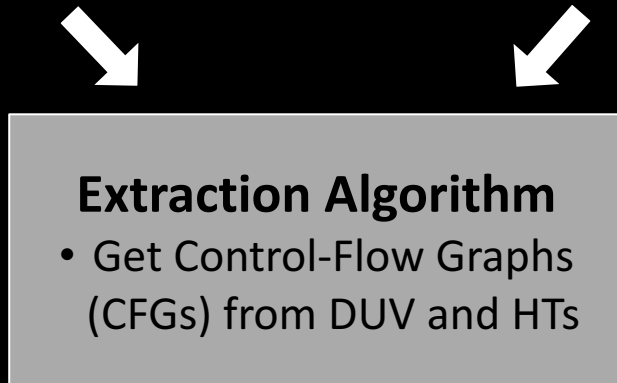 Extraction Algorithm
• Get Control-Flow Graphs
(CFGs) from DUV and HTs